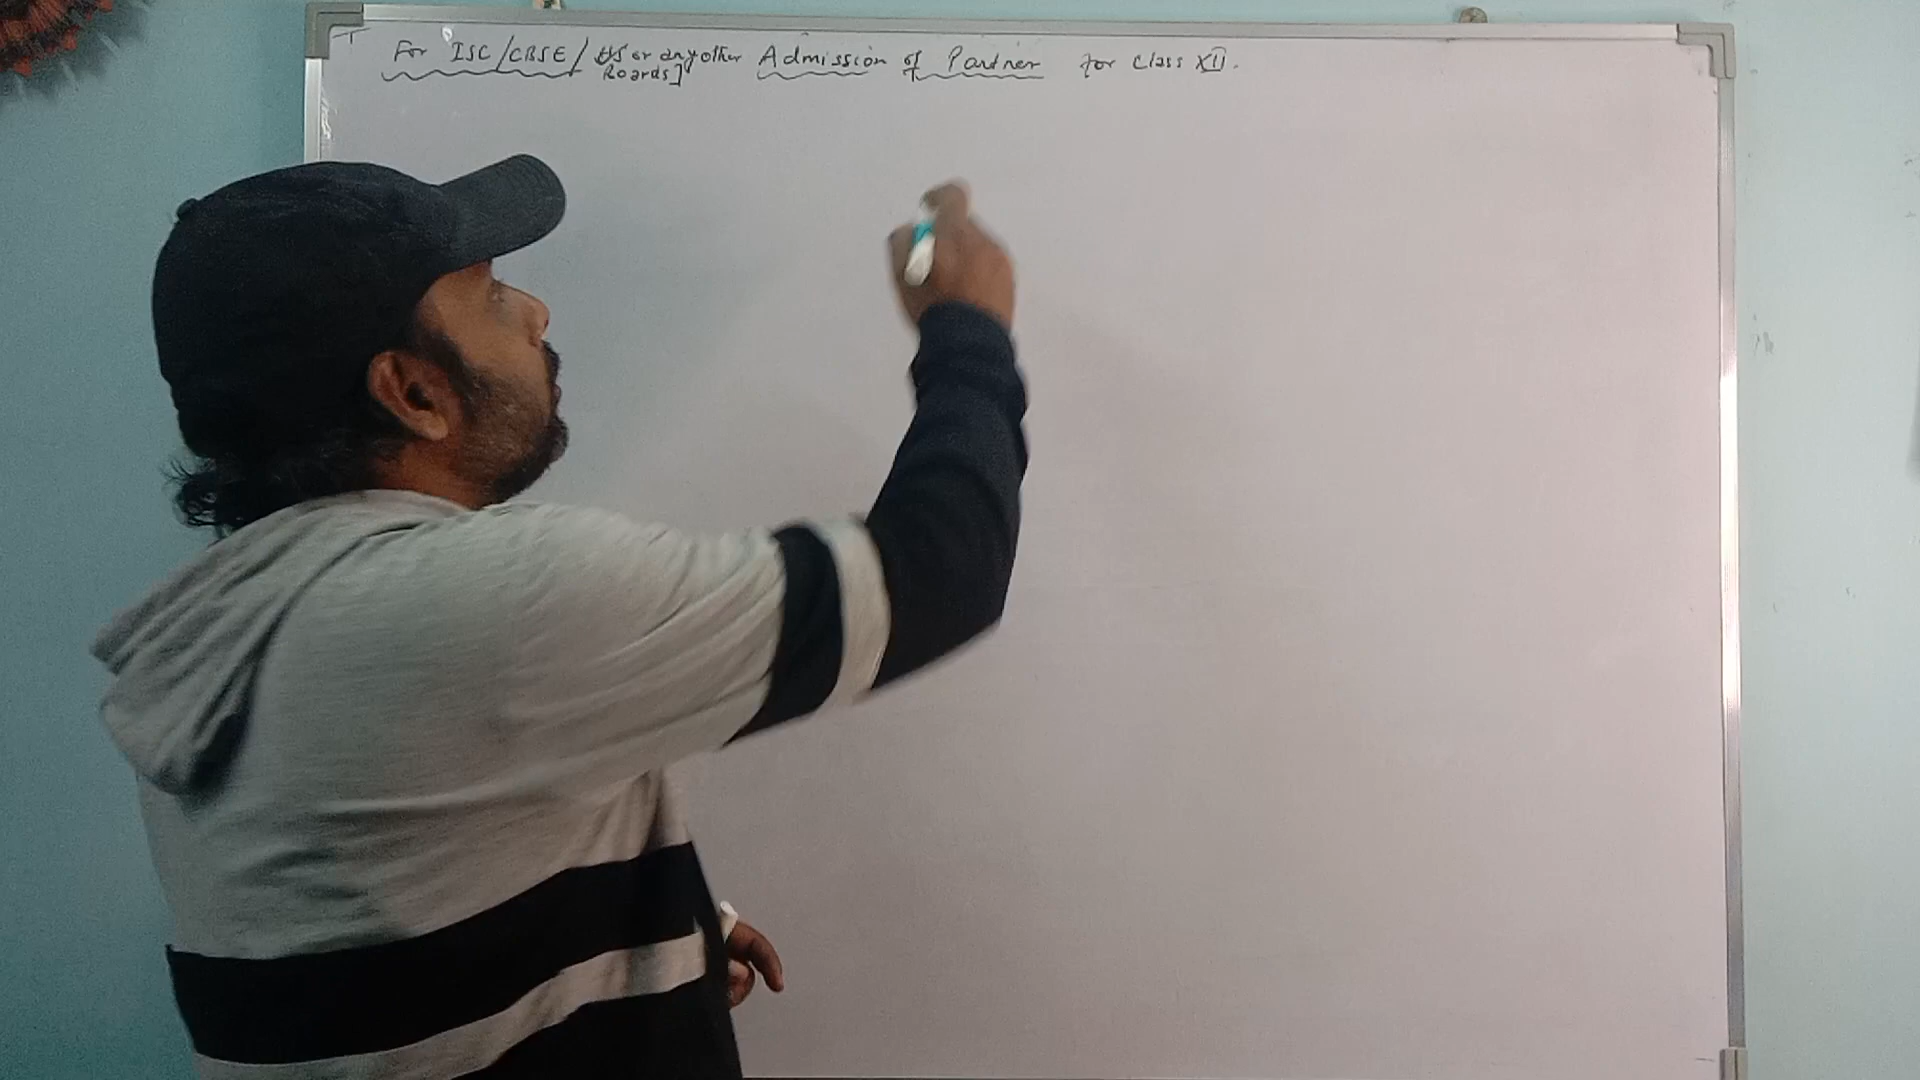 For ISC/CBSE/ HS or any other Admission of Partner for Class XII.
Boards]